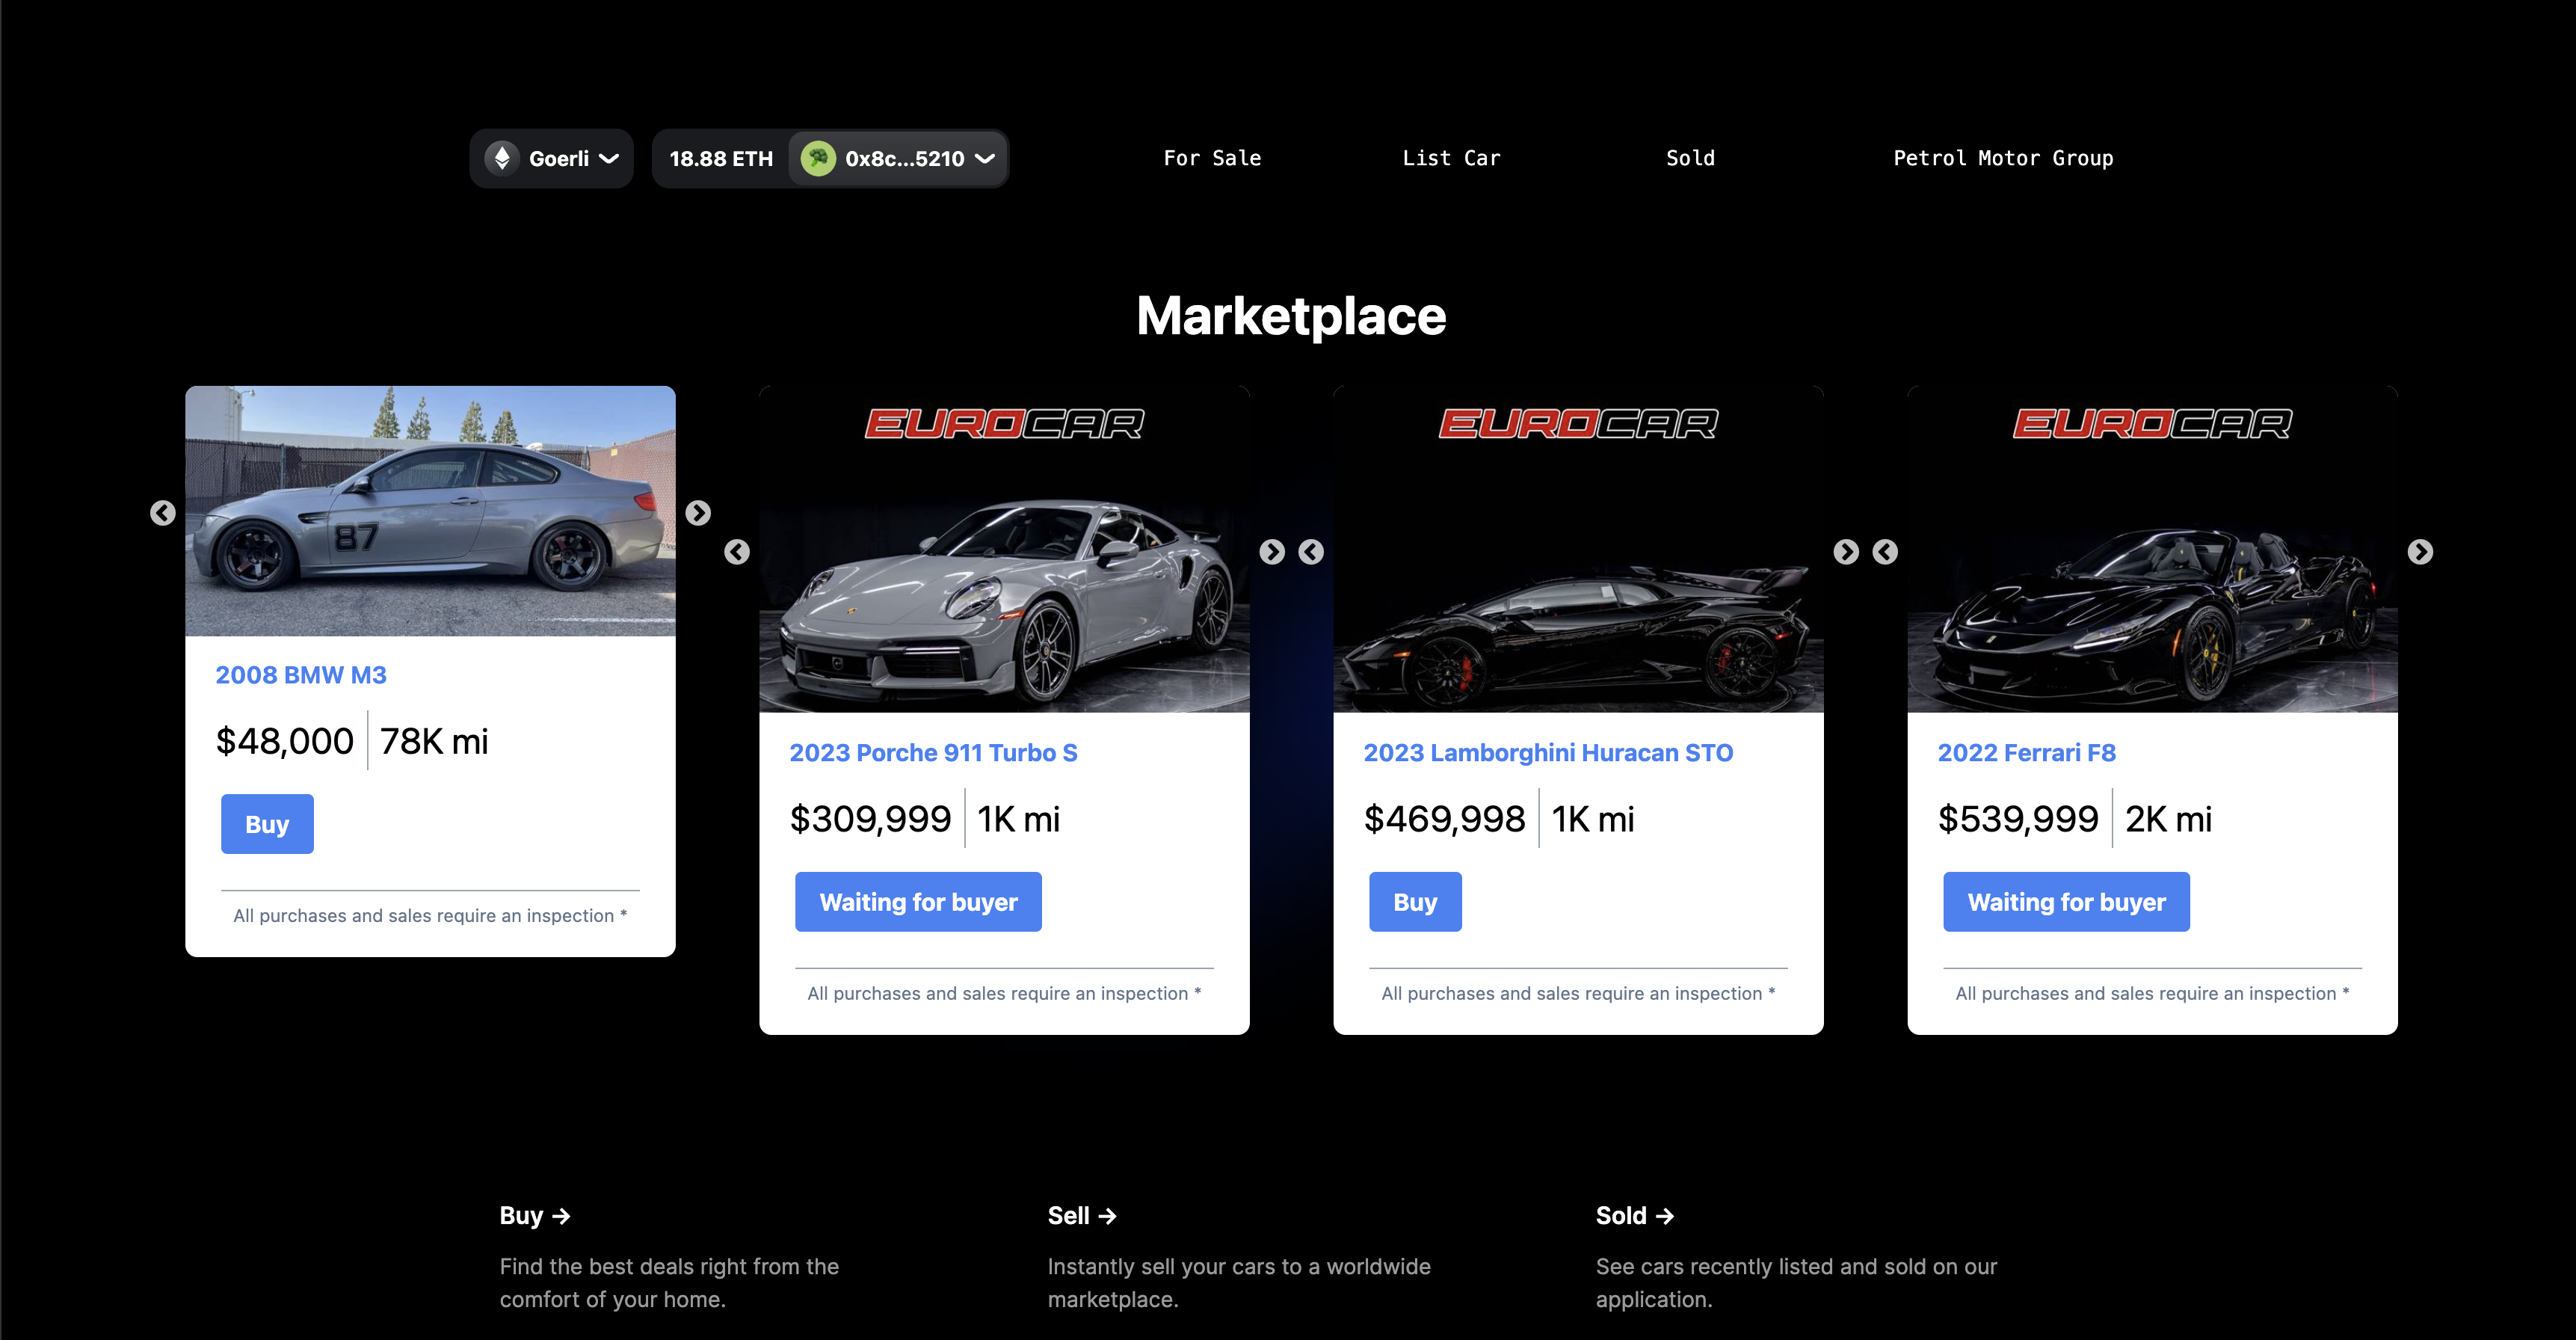 Goerli
18.88 ETH
0x8c...5210
For Sale
List Car
Sold
Petrol Motor Group
Marketplace
87
2008 BMW M3
$48,000
78K mi
Buy
All purchases and sales require an inspection *
EUROCAR
2023 Porche 911 Turbo S
$309,999
1K mi
Waiting for buyer
All purchases and sales require an inspection *
EUROCAR
2023 Lamborghini Huracan STO
$469,998
1K mi
Buy
All purchases and sales require an inspection *
EUROCAR
2022 Ferrari F8
$539,999
2K mi
Waiting for buyer
All purchases and sales require an inspection *
Buy →
Find the best deals right from the
comfort of your home.
Sell →
Instantly sell your cars to a worldwide
marketplace.
Sold →
See cars recently listed and sold on our
application.